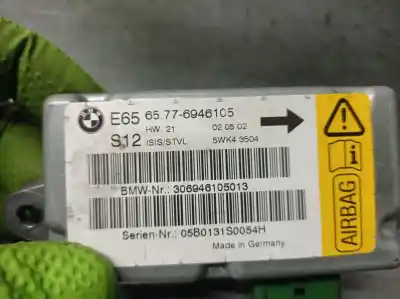 BMW
E65 65.77-6946105
HW 21 02 05 02
S12 ISIS/STVL 5WK4 3504
BMW-Nr.: 306946105013
Serien-Nr.: 05B0131S0054H
Made in Germany
!
i
AIRBAG